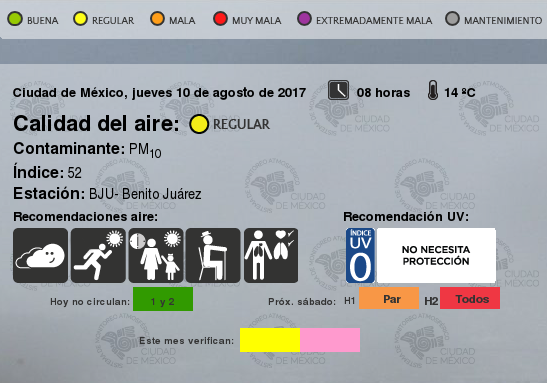 BUENA REGULAR MALA MUY MALA EXTREMADAMENTE MALA MANTENIMIENTO
Ciudad de México, jueves 10 de agosto de 2017 08 horas 14 ºC
Calidad del aire: REGULAR
Contaminante: PM10
Índice: 52
Estación: BJU- Benito Juárez
Recomendaciones aire: Recomendación UV:
ÍNDICE
UV
0
NO NECESITA
PROTECCIÓN
Hoy no circulan: 1 y 2 Próx. sábado: H1 Par H2 Todos
Este mes verifican:
CIUDAD
DE MÉXICO